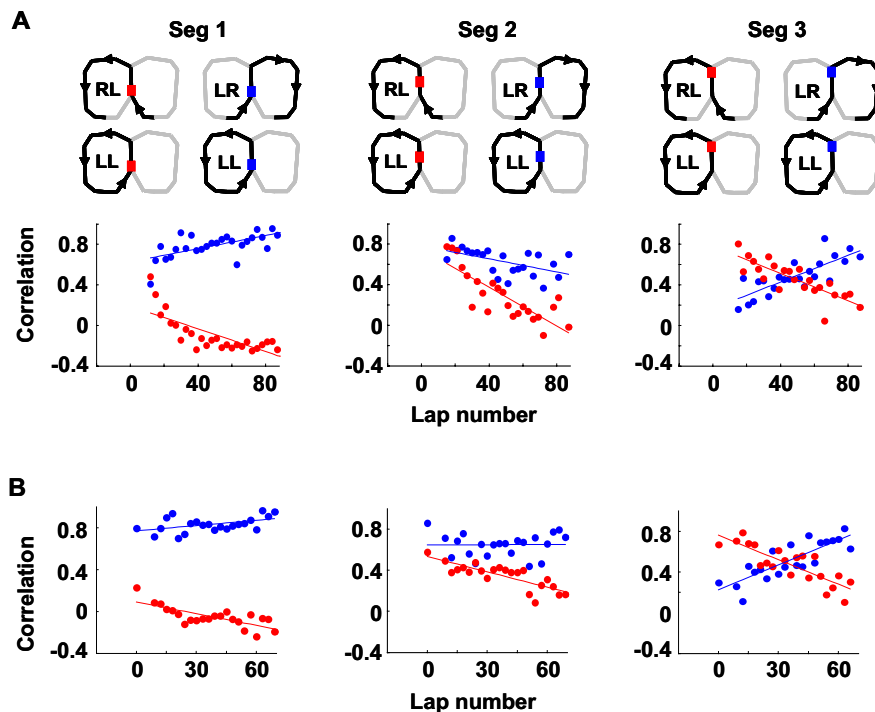 A
Seg 1 Seg 2 Seg 3
RL LR RL LR RL LR
LL LL LL LL LL LL
Correlation
0.8 0.8 0.8
0.4 0.4 0.4
0 0 0
-0.4 -0.4 -0.4
0 40 80 0 40 80 0 40 80
Lap number
B
Correlation
0.8 0.8 0.8
0.4 0.4 0.4
0 0 0
-0.4 -0.4 -0.4
0 30 60 0 30 60 0 30 60
Lap number